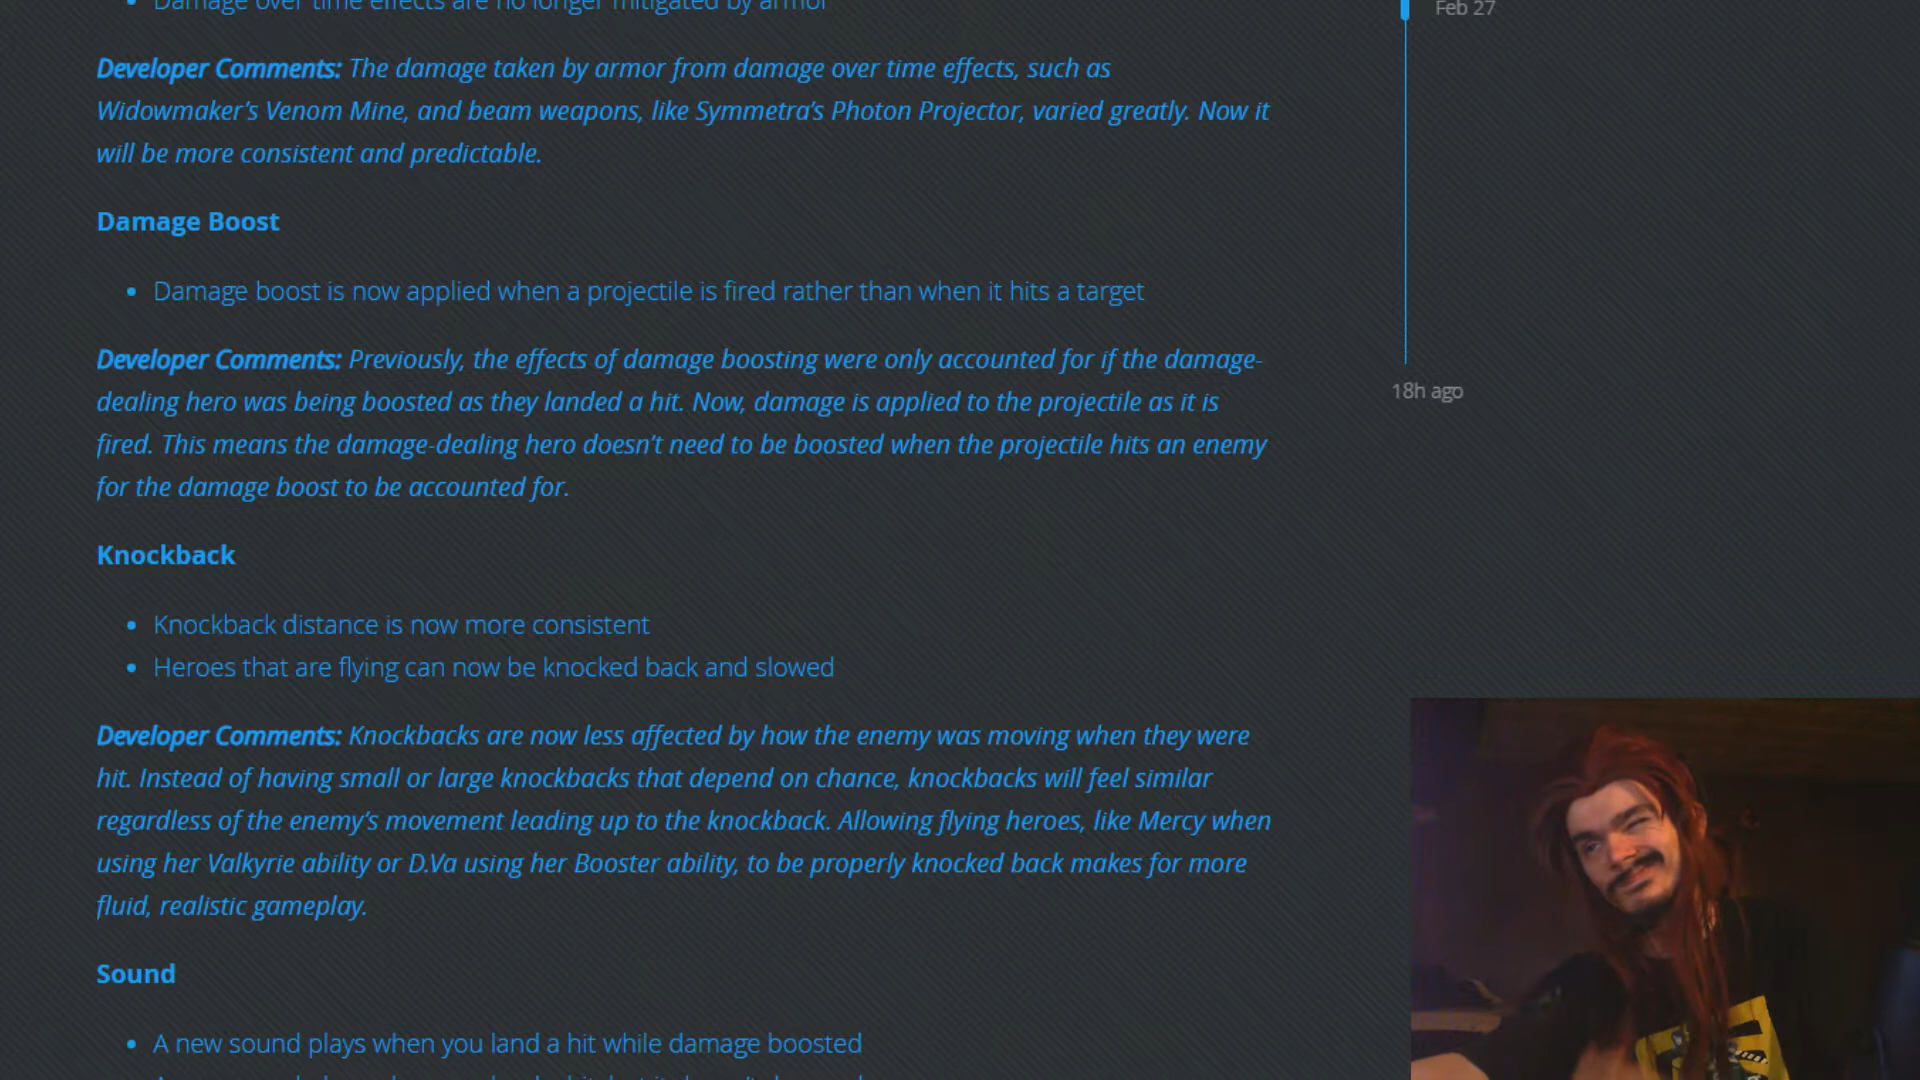 Damage over time effects are no longer mitigated by armor
Feb 27
Developer Comments: The damage taken by armor from damage over time effects, such as
Widowmaker’s Venom Mine, and beam weapons, like Symmetra’s Photon Projector, varied greatly. Now it
will be more consistent and predictable.
Damage Boost
• Damage boost is now applied when a projectile is fired rather than when it hits a target
Developer Comments: Previously, the effects of damage boosting were only accounted for if the damage-
dealing hero was being boosted as they landed a hit. Now, damage is applied to the projectile as it is
fired. This means the damage-dealing hero doesn’t need to be boosted when the projectile hits an enemy
for the damage boost to be accounted for.
18h ago
Knockback
• Knockback distance is now more consistent
• Heroes that are flying can now be knocked back and slowed
Developer Comments: Knockbacks are now less affected by how the enemy was moving when they were
hit. Instead of having small or large knockbacks that depend on chance, knockbacks will feel similar
regardless of the enemy’s movement leading up to the knockback. Allowing flying heroes, like Mercy when
using her Valkyrie ability or D.Va using her Booster ability, to be properly knocked back makes for more
fluid, realistic gameplay.
Sound
• A new sound plays when you land a hit while damage boosted